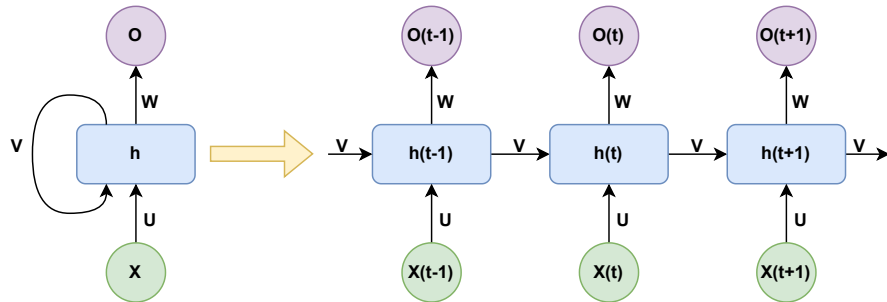 O
O(t-1)
O(t)
O(t+1)
W
W
W
W
V
h
V
h(t-1)
V
h(t)
V
h(t+1)
V
U
U
U
U
X
X(t-1)
X(t)
X(t+1)